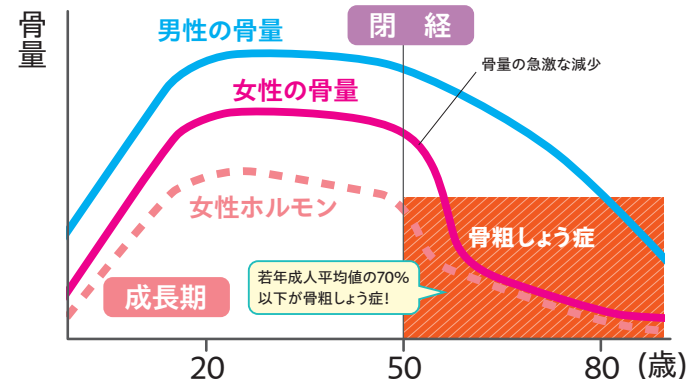 骨量
閉 経
男性の骨量
骨量の急激な減少
女性の骨量
女性ホルモン
骨粗しょう症
若年成人平均値の70%
以下が骨粗しょう症!
成長期
20
50
80
(歳)